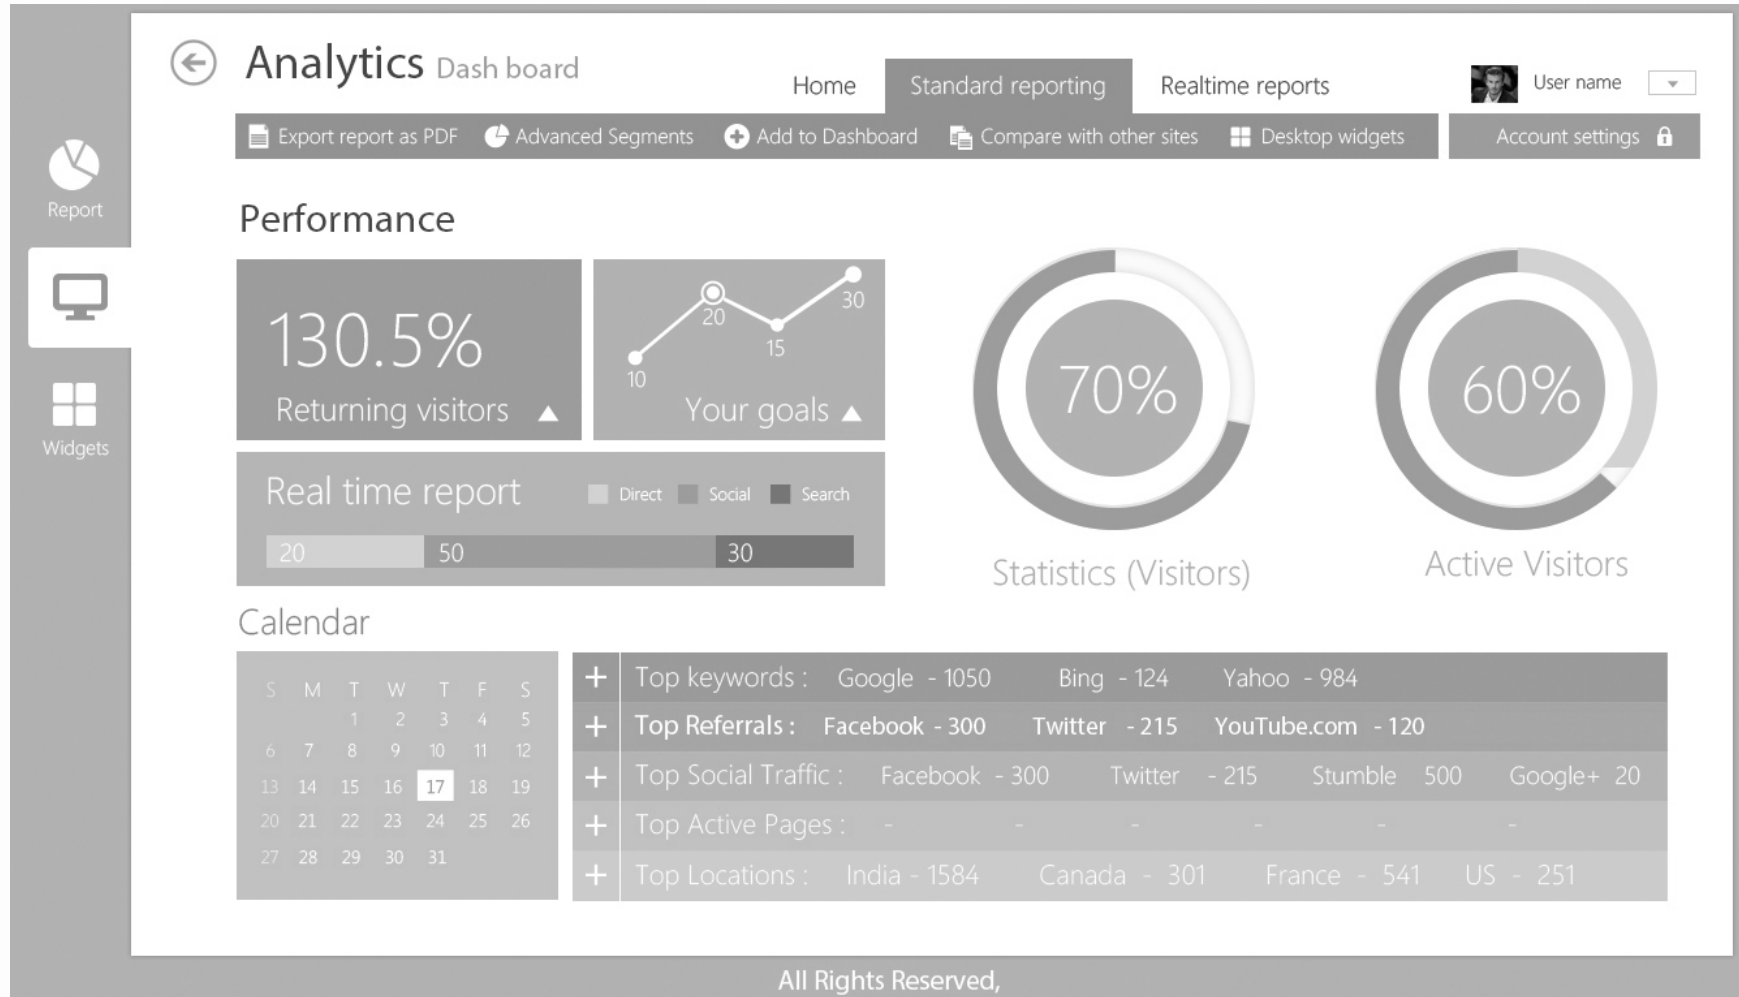 Analytics Dash board
Home Standard reporting Realtime reports User name
Export report as PDF Advanced Segments Add to Dashboard Compare with other sites Desktop widgets Account settings
Report
Widgets
Performance
130.5%
Returning visitors
10 20 15 30
Your goals
Real time report Direct Social Search
20 50 30
70%
Statistics (Visitors)
60%
Active Visitors
Calendar
S M T W T F S
1 2 3 4 5
6 7 8 9 10 11 12
13 14 15 16 17 18 19
20 21 22 23 24 25 26
27 28 29 30 31
+ Top keywords : Google - 1050 Bing - 124 Yahoo - 984
+ Top Referrals : Facebook - 300 Twitter - 215 YouTube.com - 120
+ Top Social Traffic : Facebook - 300 Twitter - 215 Stumble 500 Google+ 20
+ Top Active Pages : - - - - - -
+ Top Locations : India - 1584 Canada - 301 France - 541 US - 251
All Rights Reserved,